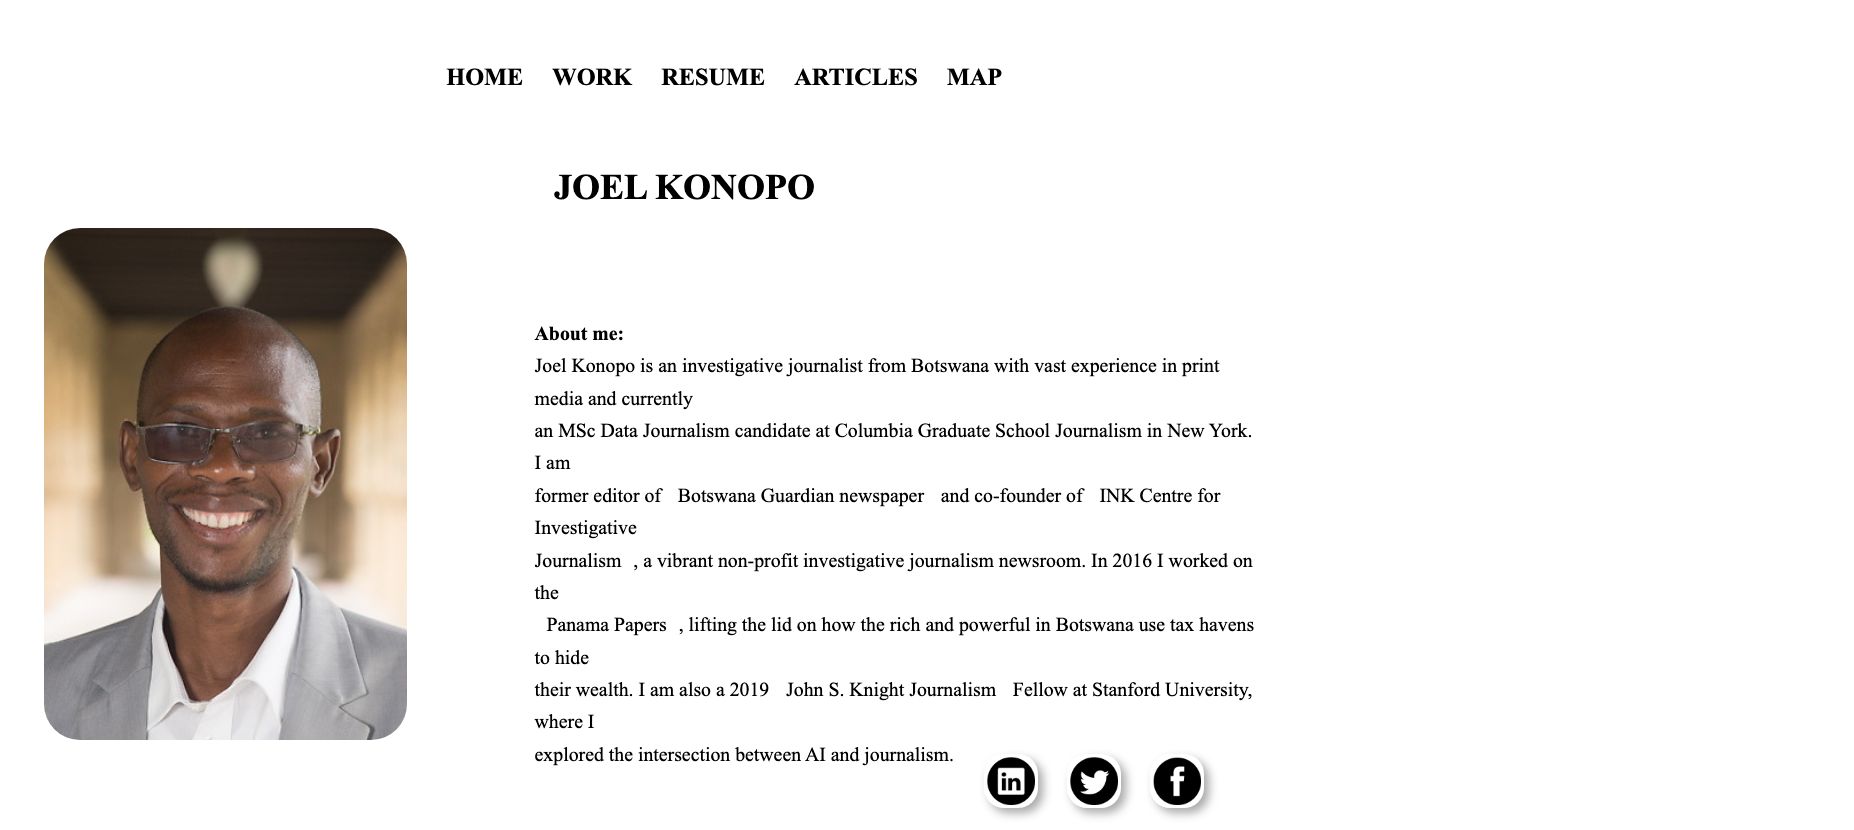 HOME WORK RESUME ARTICLES MAP
JOEL KONOPO
About me:
Joel Konopo is an investigative journalist from Botswana with vast experience in print
media and currently
an MSc Data Journalism candidate at Columbia Graduate School Journalism in New York.
I am
former editor of Botswana Guardian newspaper and co-founder of INK Centre for
Investigative
Journalism , a vibrant non-profit investigative journalism newsroom. In 2016 I worked on
the
Panama Papers , lifting the lid on how the rich and powerful in Botswana use tax havens
to hide
their wealth. I am also a 2019 John S. Knight Journalism Fellow at Stanford University,
where I
explored the intersection between AI and journalism.
in f